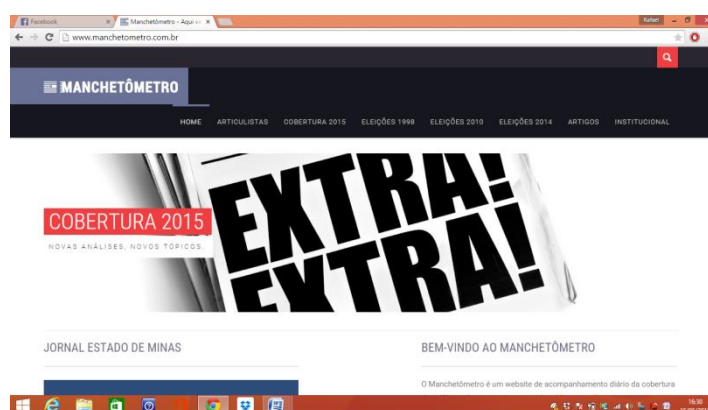 Facebook
Manchetômetro - Aqui vo
Rafael
www.manchetometro.com.br
MANCHETÔMETRO
HOME ARTICULISTAS COBERTURA 2015 ELEIÇÕES 1998 ELEIÇÕES 2010 ELEIÇÕES 2014 ARTIGOS INSTITUCIONAL
EXTRA!
EXTRA!
COBERTURA 2015
NOVAS ANÁLISES, NOVOS TÓPICOS.
JORNAL ESTADO DE MINAS
BEM-VINDO AO MANCHETÔMETRO
O Manchetômetro é um website de acompanhamento diário da cobertura
16:30